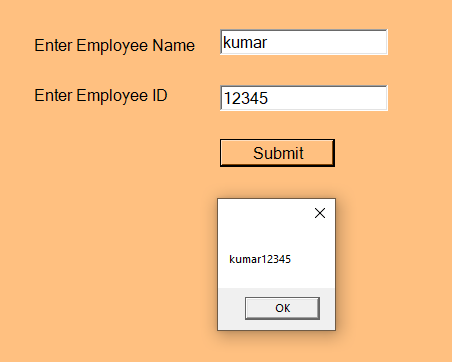 Enter Employee Name kumar
Enter Employee ID 12345
Submit
kumar12345
OK